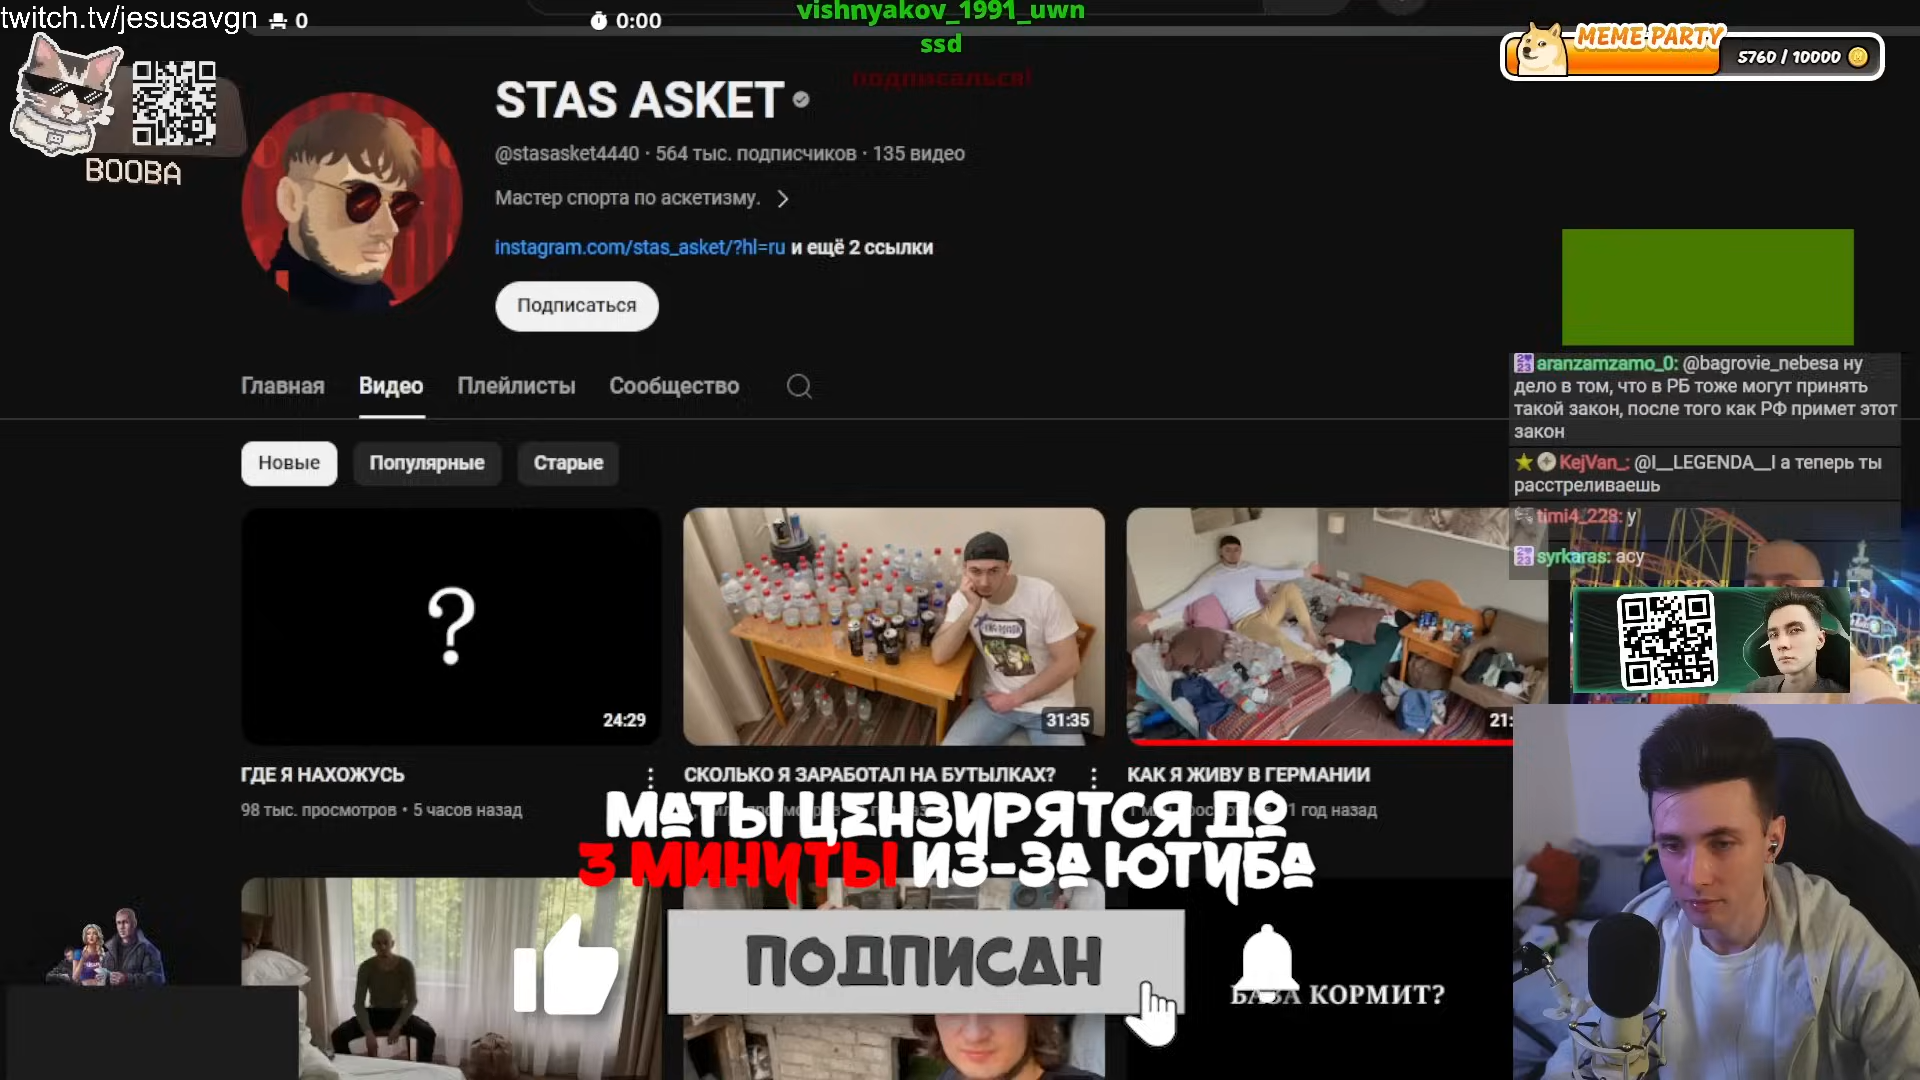 twitch.tv/jesusavgn
0
0:00
vishnyakov_1991_uwn
ssd
подписалься!
MEME PARTY
5760 / 10000
BOOBA
STAS ASKET
@stasasket4440 · 564 тыс. подписчиков · 135 видео
Мастер спорта по аскетизму.
instagram.com/stas_asket/?hl=ru и ещё 2 ссылки
Подписаться
Главная
Видео
Плейлисты
Сообщество
Новые
Популярные
Старые
aranzamzamo_0: @bagrovie_nebesa ну
дело в том, что в РБ тоже могут принять
такой закон, после того как РФ примет этот
закон
KejVan_: @I__LEGENDA__I а теперь ты
расстреливаешь
timi4_228: у
syrkaras: асу
?
24:29
31:35
21:
ГДЕ Я НАХОЖУСЬ
98 тыс. просмотров · 5 часов назад
СКОЛЬКО Я ЗАРАБОТАЛ НА БУТЫЛКАХ?
КАК Я ЖИВУ В ГЕРМАНИИ
1 год назад
МАТЫ ЦЕНЗИРЯТСЯ ДО
3 МИНУТЫ ИЗ-ЗА ЮТУБА
ПОДПИСАН
БАЗА КОРМИТ?